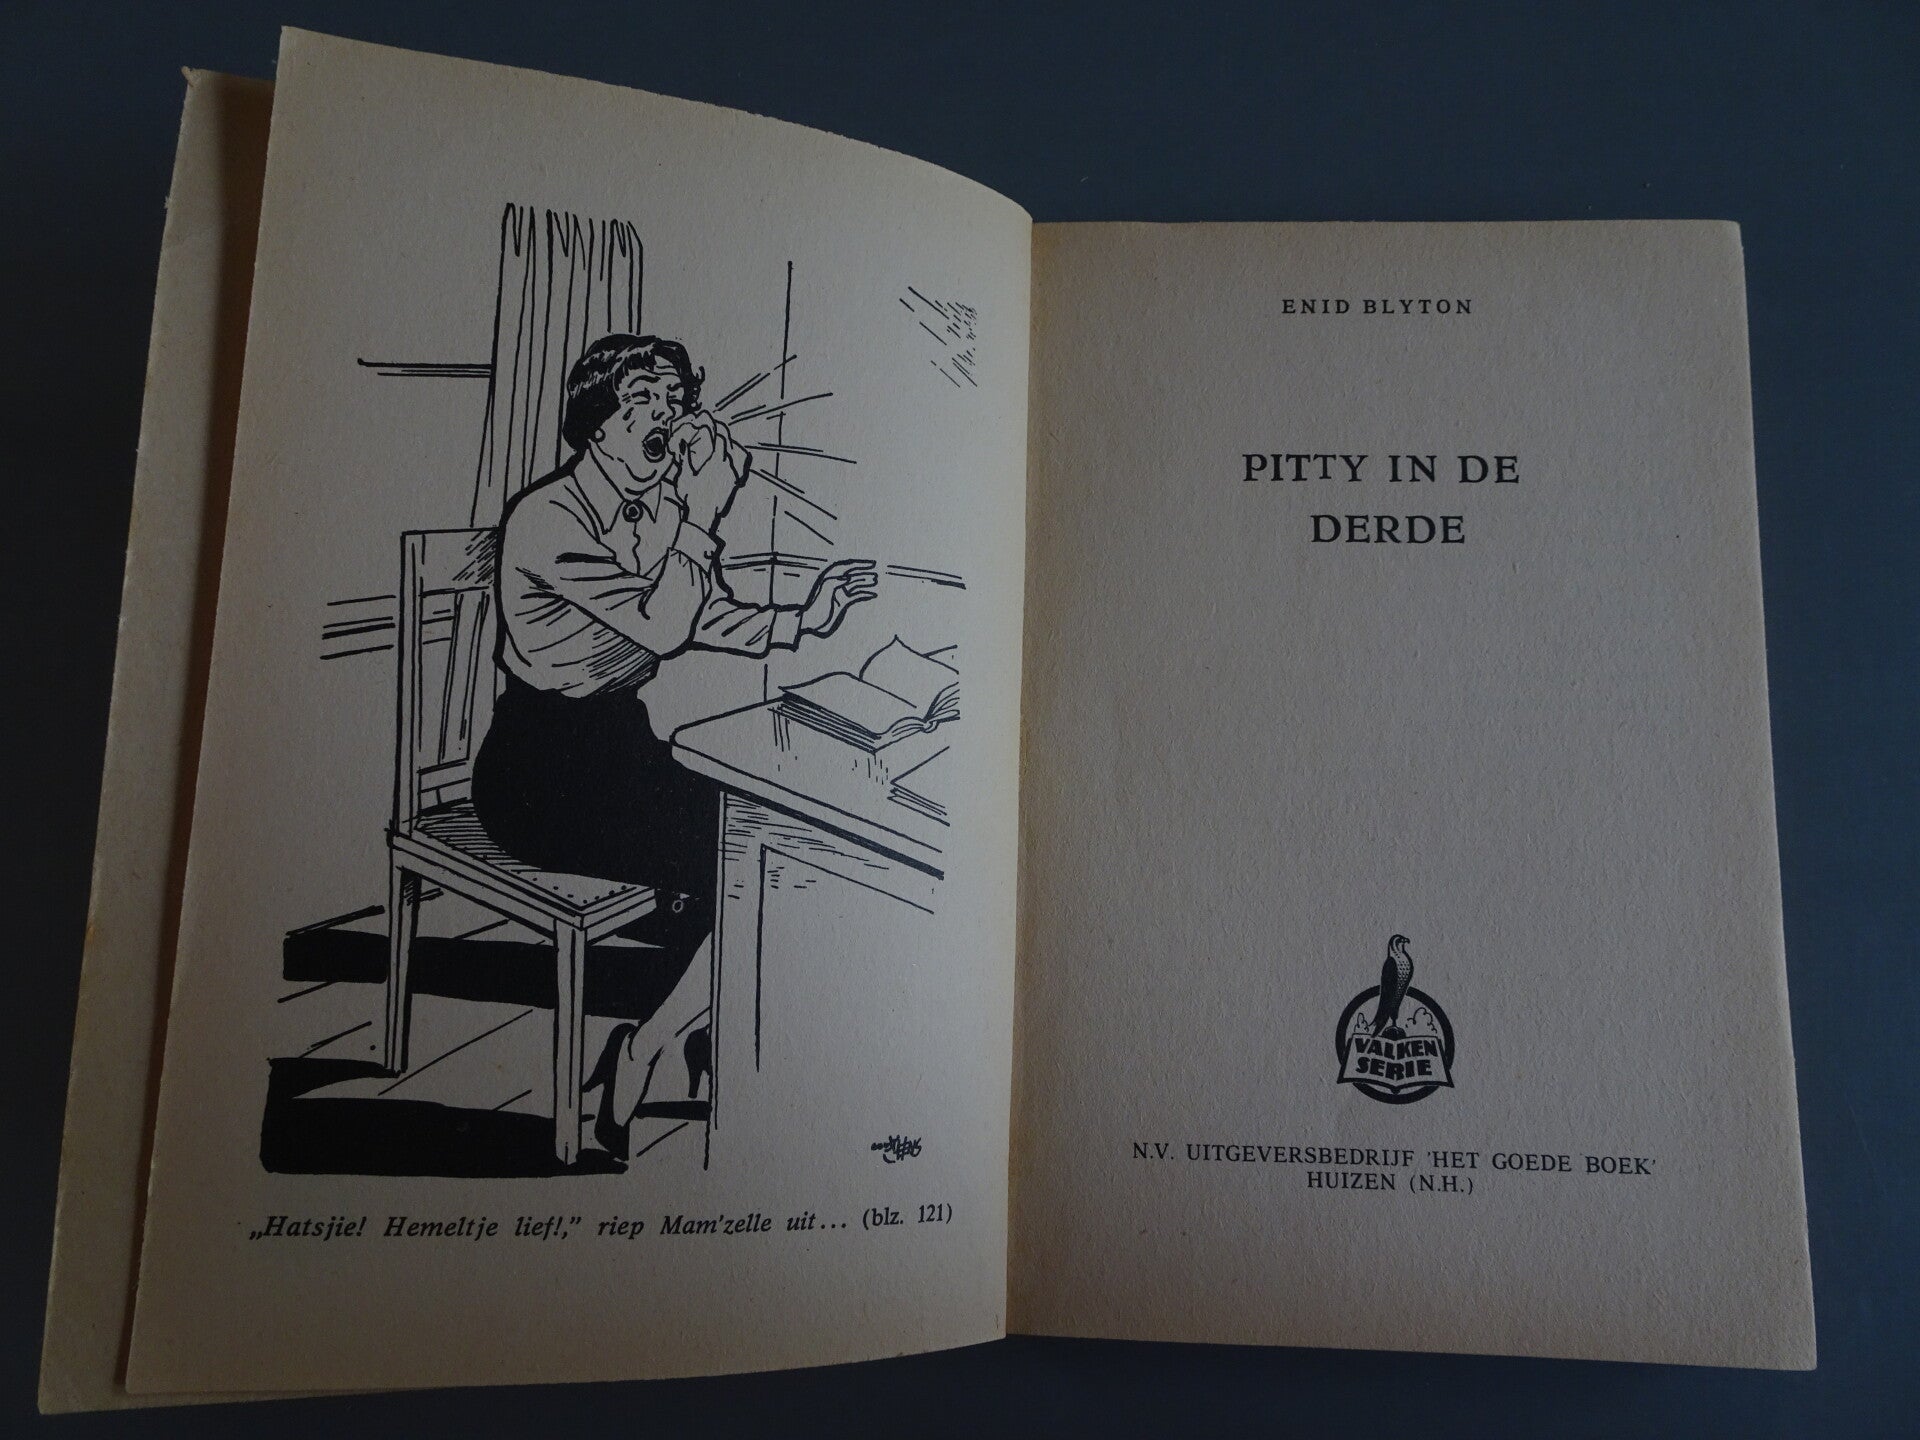 „Hatsjie! Hemeltje lief!,” riep Mam'zelle uit... (blz. 121)
ENID BLYTON
PITTY IN DE
DERDE
VALKEN
SERIE
N.V. UITGEVERSBEDRIJF 'HET GOEDE BOEK'
HUIZEN (N.H.)